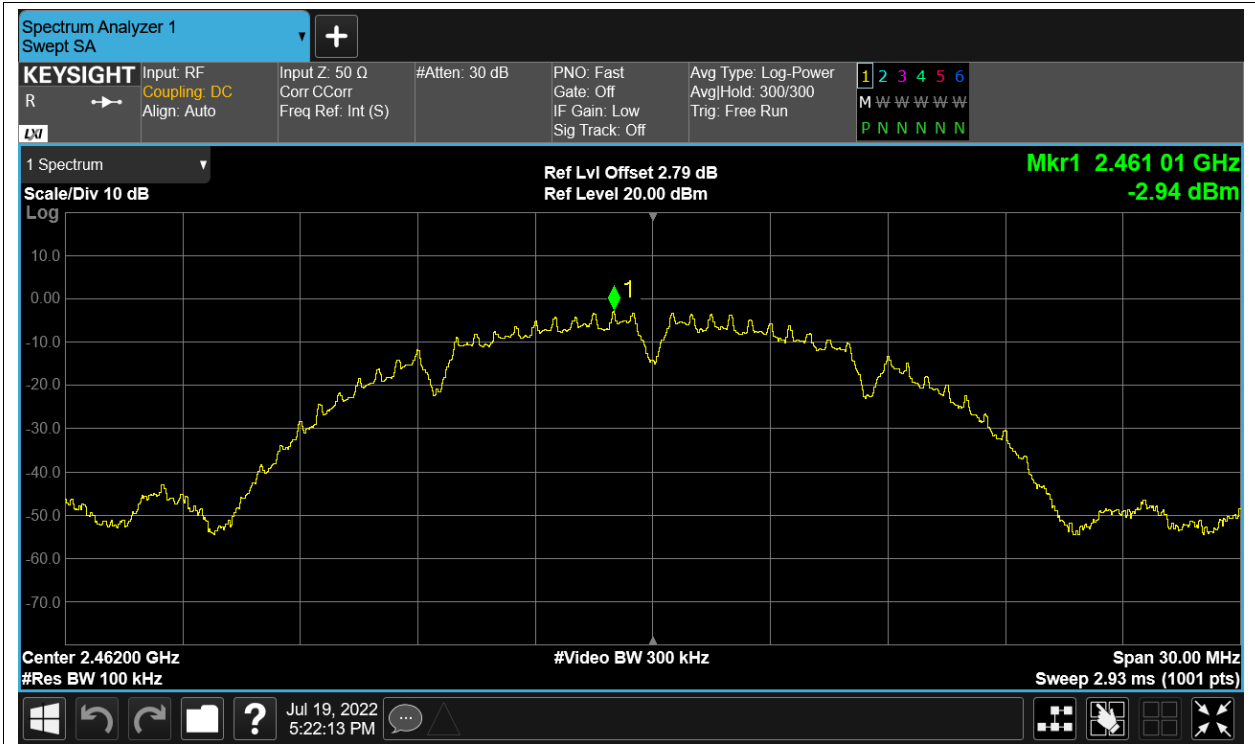 Spectrum Analyzer 1
Swept SA
KEYSIGHT
R
LXI
Input: RF
Coupling: DC
Align: Auto
Input Z: 50 Ω
Corr CCorr
Freq Ref: Int (S)
#Atten: 30 dB
PNO: Fast
Gate: Off
IF Gain: Low
Sig Track: Off
Avg Type: Log-Power
Avg|Hold: 300/300
Trig: Free Run
1 2 3 4 5 6
M W W W W W
P N N N N N
1 Spectrum
Scale/Div 10 dB
Log
Ref Lvl Offset 2.79 dB
Ref Level 20.00 dBm
Mkr1 2.461 01 GHz
-2.94 dBm
1
10.0
0.00
-10.0
-20.0
-30.0
-40.0
-50.0
-60.0
-70.0
Center 2.46200 GHz
#Res BW 100 kHz
#Video BW 300 kHz
Span 30.00 MHz
Sweep 2.93 ms (1001 pts)
?
Jul 19, 2022
5:22:13 PM